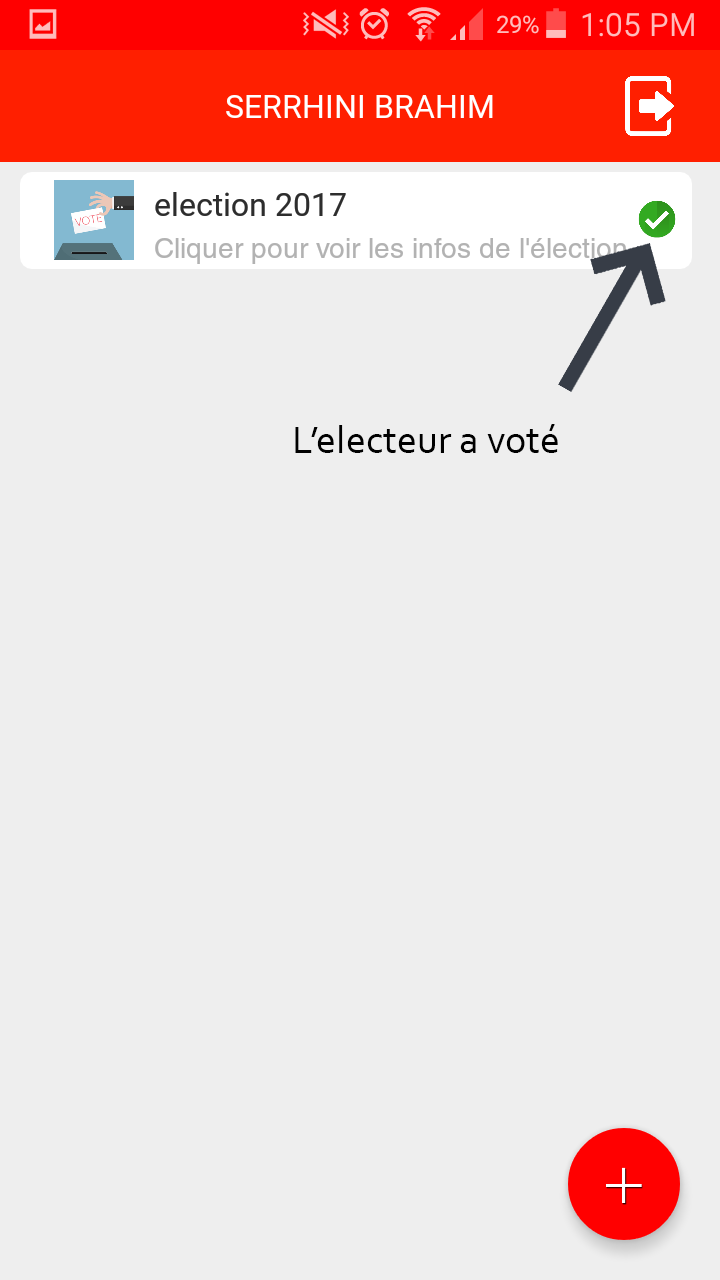 29% 1:05 PM
SERRHINI BRAHIM
VOTE
election 2017
Cliquer pour voir les infos de l'élection
L’electeur a voté